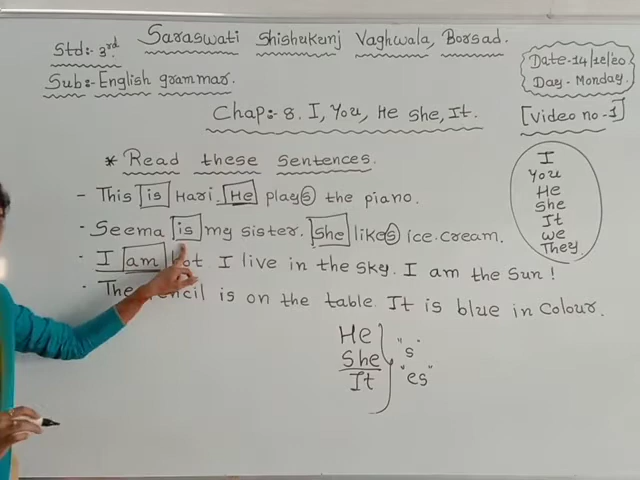 Std:- 3rd Saraswati Shishukunj Vaghwala, Borsad.
Sub:- English grammar.
Date-14/12/20
Day - Monday.
Chap:- 8. I, You, He She, It.
[Video no-1]
* Read these sentences.
- This is Hari. He plays the piano.
- Seema is my sister. She likes ice.cream.
- I am hot I live in the sky. I am the Sun!
- The pencil is on the table. It is blue in colour.
I
You
He
She
It
we
They
He
She
It
"s"
"es"